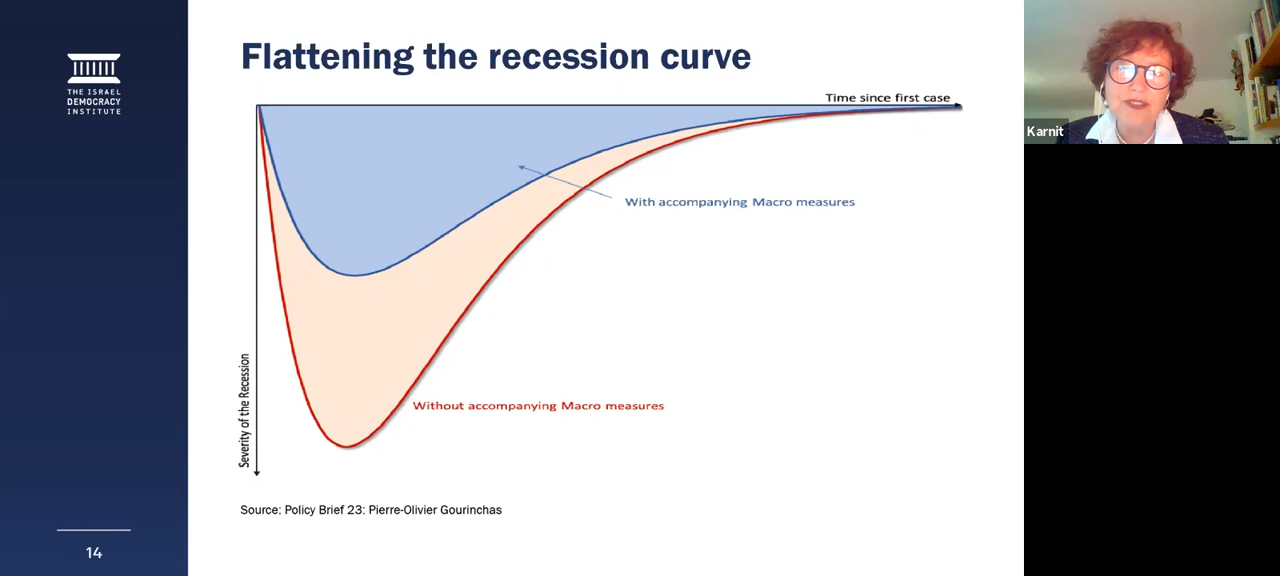 THE ISRAEL
DEMOCRACY
INSTITUTE
14
Flattening the recession curve
Time since first case
With accompanying Macro measures
Without accompanying Macro measures
Severity of the Recession
Source: Policy Brief 23: Pierre-Olivier Gourinchas
Karnit